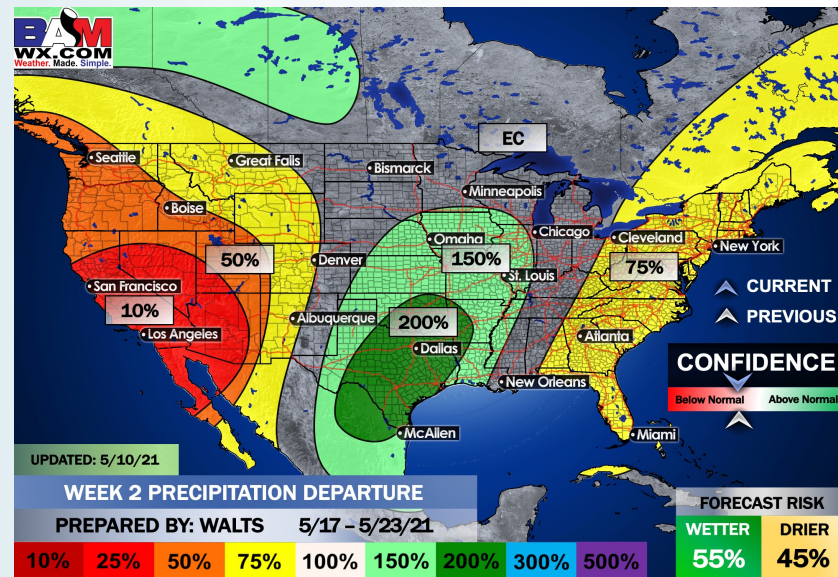 BAM
WX.COM
Weather. Made. Simple.
EC
Seattle
Great Falls
Bismarck
Minneapolis
Boise
Omaha
Chicago
Cleveland
New York
50%
Denver
150%
St. Louis
75%
San Francisco
10%
Los Angeles
Albuquerque
200%
Dallas
Atlanta
New Orleans
McAllen
Miami
CURRENT
PREVIOUS
CONFIDENCE
Below Normal Above Normal
UPDATED: 5/10/21
WEEK 2 PRECIPITATION DEPARTURE
PREPARED BY: WALTS 5/17 – 5/23/21
10% 25% 50% 75% 100% 150% 200% 300% 500%
FORECAST RISK
WETTER DRIER
55% 45%